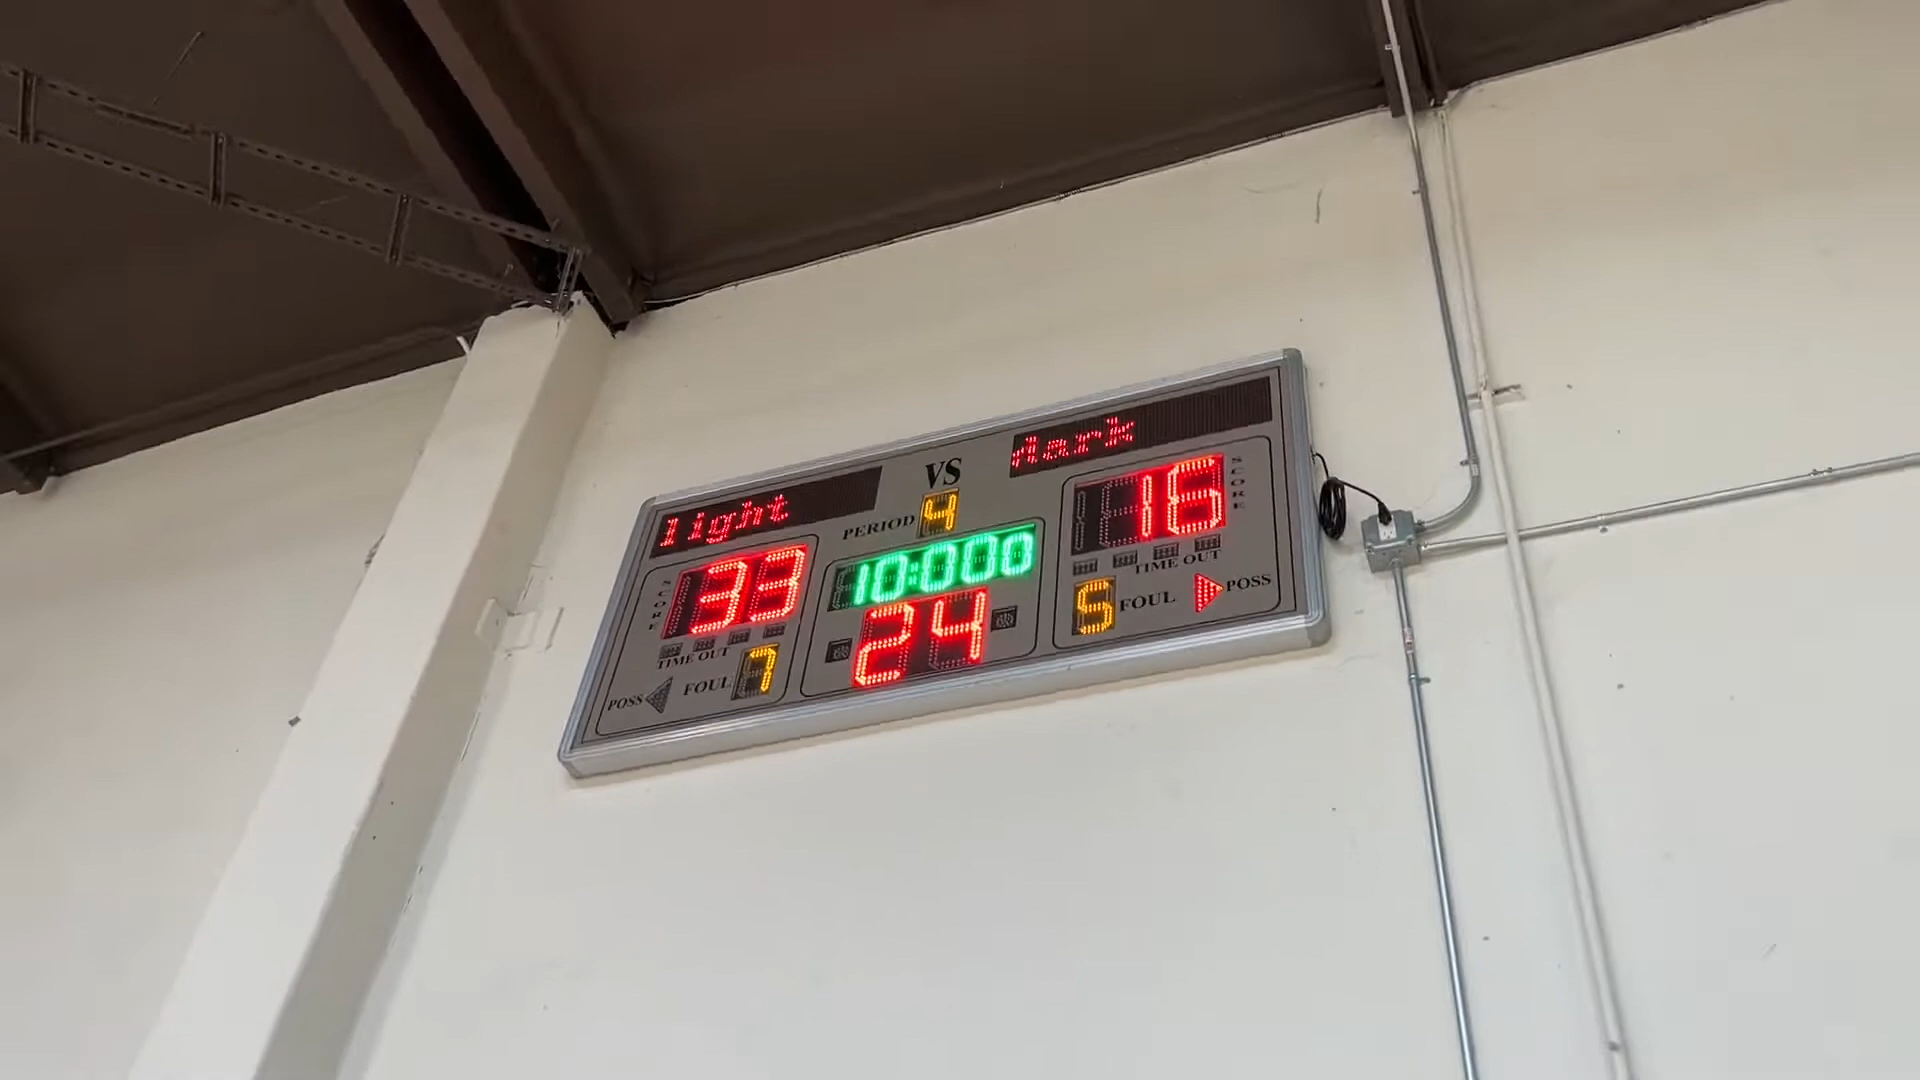 light VS dark
PERIOD 4
SCORE 33 10:000 16 SCORE
TIME OUT 24 TIME OUT
POSS FOUL 7 5 FOUL POSS